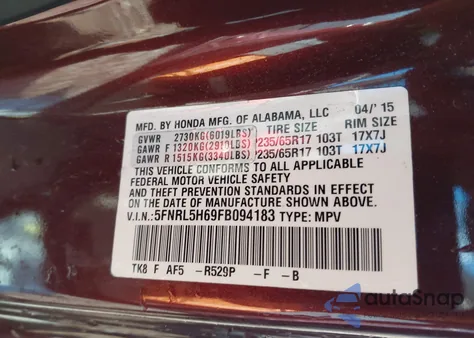 MFD. BY HONDA MFG. OF ALABAMA, LLC 04/'15
GVWR 2730KG(6019LBS) TIRE SIZE RIM SIZE
GAWR F 1320KG(2910LBS) 235/65R17 103T 17X7J
GAWR R 1515KG(3340LBS) 235/65R17 103T 17X7J
THIS VEHICLE CONFORMS TO ALL APPLICABLE
FEDERAL MOTOR VEHICLE SAFETY
AND THEFT PREVENTION STANDARDS IN EFFECT
ON THE DATE OF MANUFACTURE SHOWN ABOVE.
V.I.N.: 5FNRL5H69FB094183 TYPE: MPV
TK8 F AF5 -R529P -F -B
autoSnap